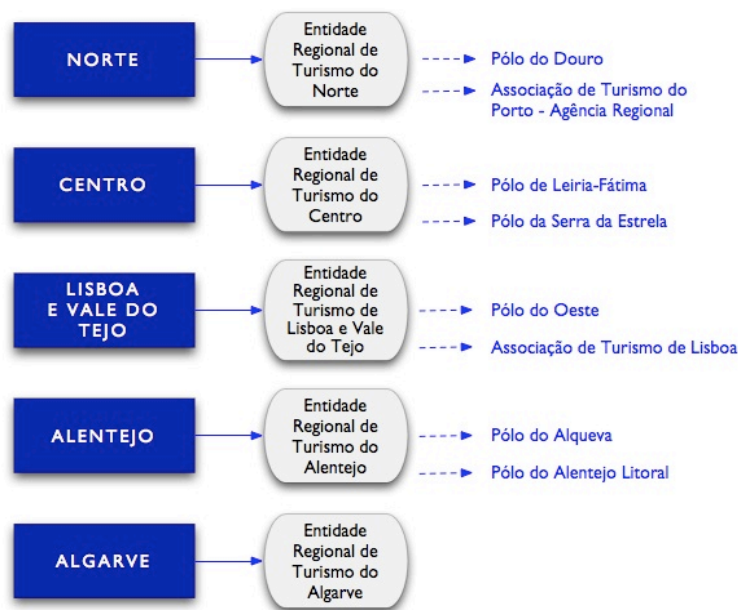 NORTE
Entidade
Regional de
Turismo do
Norte
Pólo do Douro
Associação de Turismo do
Porto - Agência Regional
CENTRO
Entidade
Regional de
Turismo do
Centro
Pólo de Leiria-Fátima
Pólo da Serra da Estrela
LISBOA
E VALE DO
TEJO
Entidade
Regional de
Turismo de
Lisboa e Vale
do Tejo
Pólo do Oeste
Associação de Turismo de Lisboa
ALENTEJO
Entidade
Regional de
Turismo do
Alentejo
Pólo do Alqueva
Pólo do Alentejo Litoral
ALGARVE
Entidade
Regional de
Turismo do
Algarve